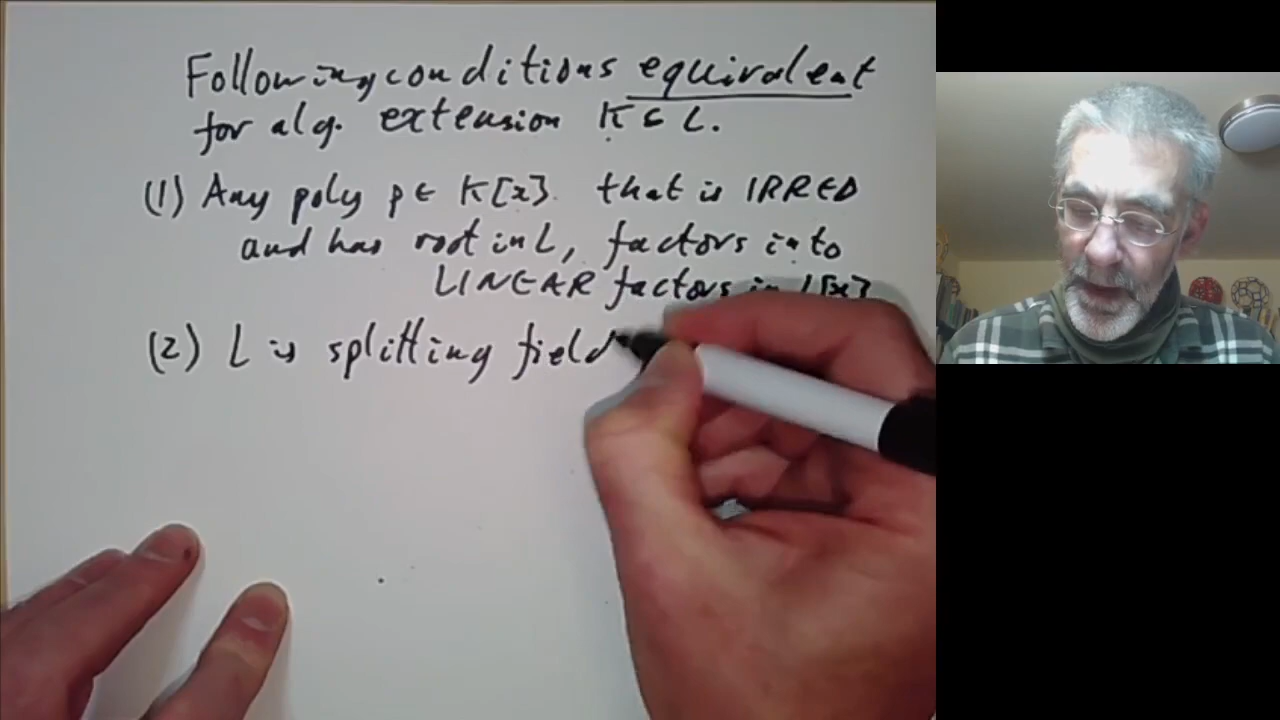 Following conditions equivalent
for alg. extension K ⊆ L.
(1) Any poly p ∈ K[x] that is IRRED
and has root in L, factors into
LINEAR factors in L[x]
(2) L is splitting field